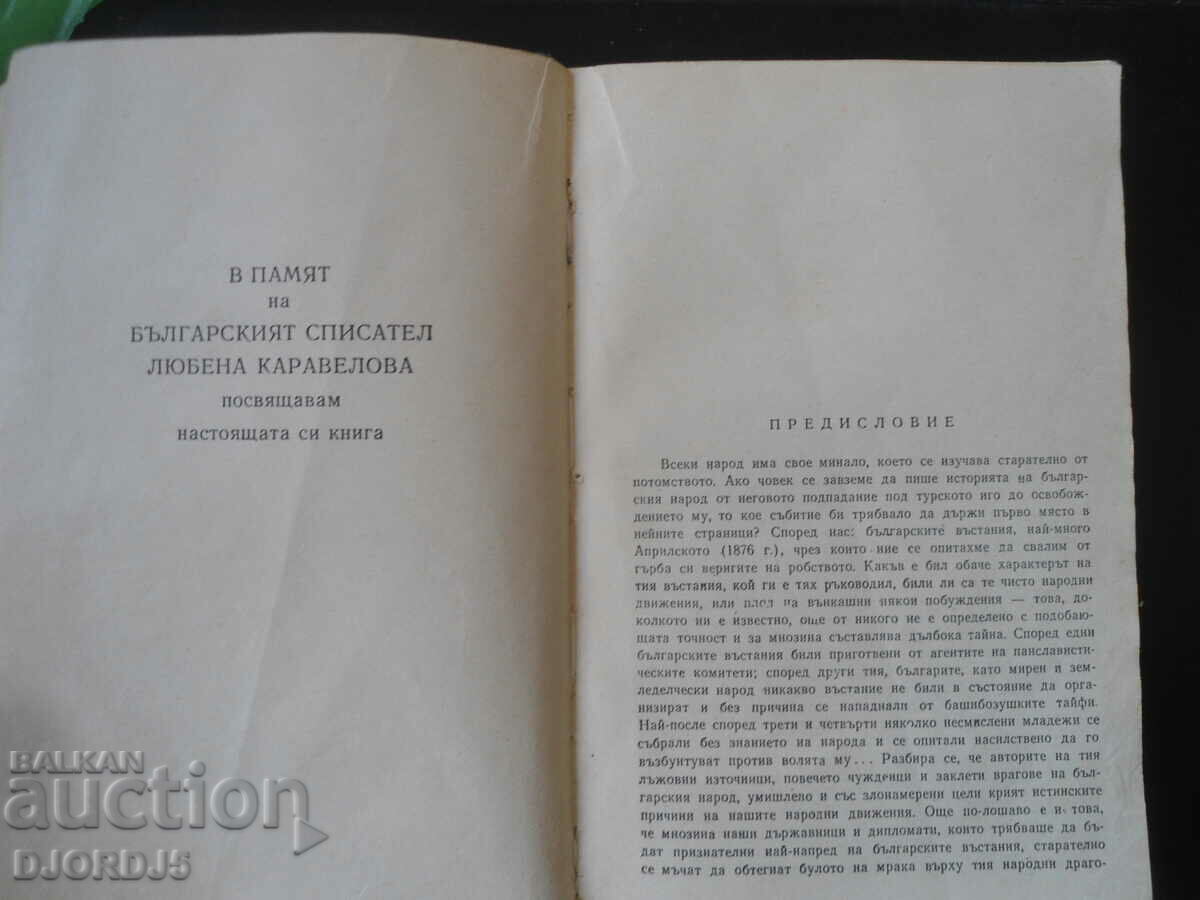 В ПАМЯТ
на
БЪЛГАРСКИЯТ СПИСАТЕЛ
ЛЮБЕНА КАРАВЕЛОВА
посвящавам
настоящата си книга
ПРЕДИСЛОВИЕ
Всеки народ има свое минало, което се изучава старателно от
потомството. Ако човек се завземе да пише историята на българ-
ския народ от неговото подпадание под турското иго до освобож-
дението му, то кое събитие би трябвало да държи първо място в
нейните страници? Според нас: българските въстания, най-много
Априлското (1876 г.), чрез които ние се опитахме да свалим от
гърба си веригите на робството. Какъв е бил обаче характерът на
тия въстания, кой ги е тях ръководил, били ли са те чисто народни
движения, или плод на вънкашни някои побуждения — това, до-
колкото ни е известно, още от никого не е определено с подобаю-
щата точност и за мнозина съставлява дълбока тайна. Според едни
българските въстания били приготвени от агентите на панслависти-
ческите комитети; според други тия, българите, като мирен и зем-
леделчески народ никакво въстание не били в състояние да орга-
низират и без причина се нападнали от башибозушките тайфи.
Най-после според трети и четвърти няколко несмислени младежи се
събрали без знанието на народа и се опитали насилствено да го
възбунтуват против волята му... Разбира се, че авторите на тия
лъжовни източници, повечето чужденци и заклети врагове на бъл-
гарския народ, умишлено и със злонамерени цели крият истинските
причини на нашите народни движения. Още по-лошаво е и това,
че мнозина наши държавници и дипломати, които трябваше да бъ-
дат признателни най-напред на българските въстания, старателно
се мъчат да обтегнат булото на мрака върху тия народни драго-
BALKAN
auction
DJORDJ5